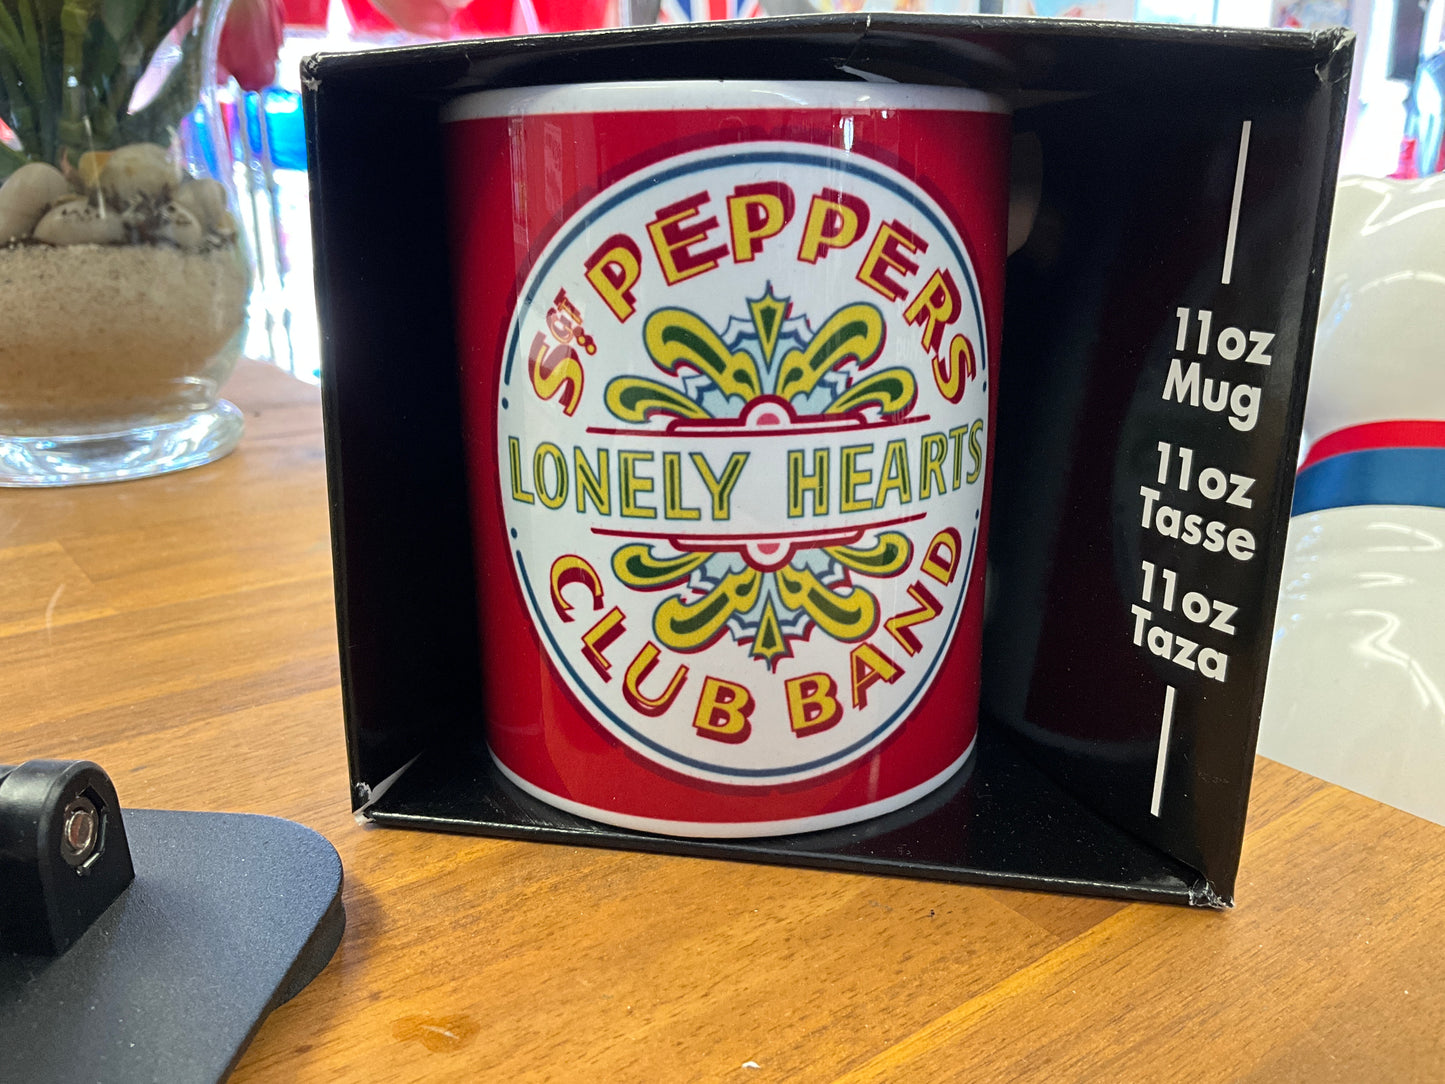 SGT. PEPPERS
LONELY HEARTS
CLUB BAND
11oz
Mug
11oz
Tasse
11oz
Taza